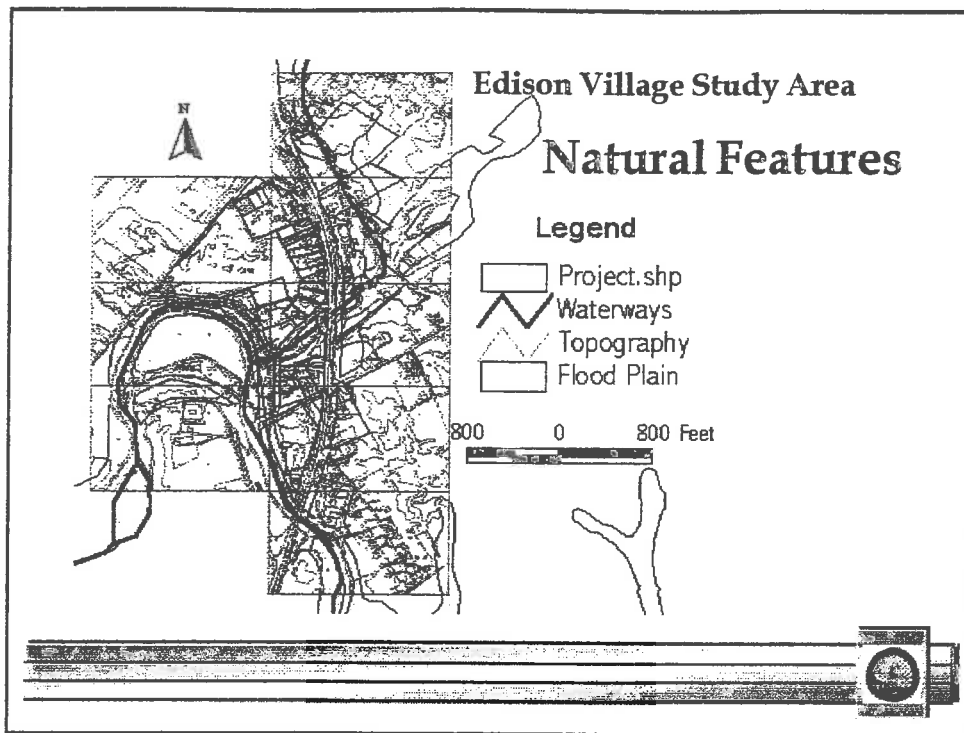 Edison Village Study Area
N
Natural Features
Legend
Project.shp
Waterways
Topography
Flood Plain
800 0 800 Feet